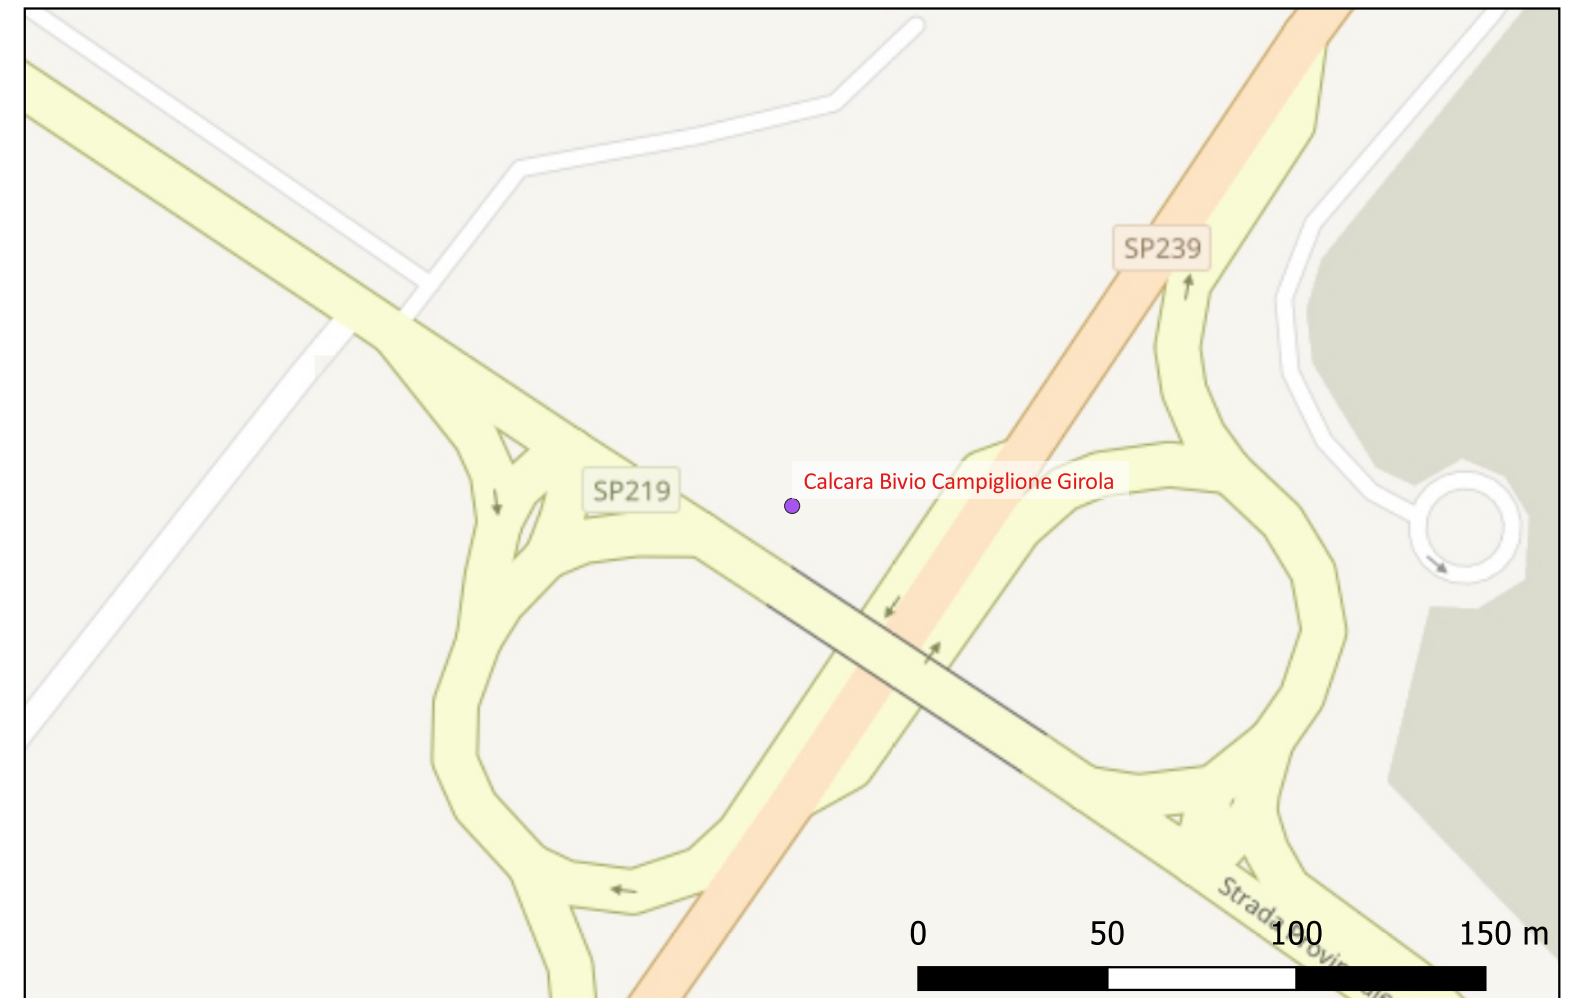 SP239
Calcara Bivio Campiglione Girola
SP219
Strada
0 50 100 150 m